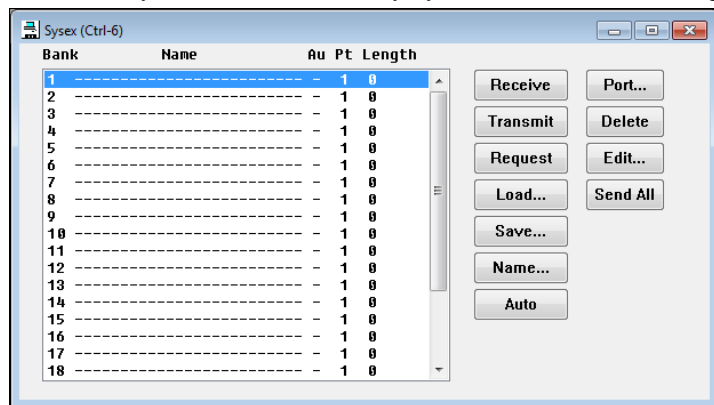 Sysex (Ctrl-6)
Bank Name Au Pt Length
1 ------------------------- - 1 0
2 ------------------------- - 1 0
3 ------------------------- - 1 0
4 ------------------------- - 1 0
5 ------------------------- - 1 0
6 ------------------------- - 1 0
7 ------------------------- - 1 0
8 ------------------------- - 1 0
9 ------------------------- - 1 0
10 ------------------------- - 1 0
11 ------------------------- - 1 0
12 ------------------------- - 1 0
13 ------------------------- - 1 0
14 ------------------------- - 1 0
15 ------------------------- - 1 0
16 ------------------------- - 1 0
17 ------------------------- - 1 0
18 ------------------------- - 1 0
Receive Port...
Transmit Delete
Request Edit...
Load... Send All
Save...
Name...
Auto